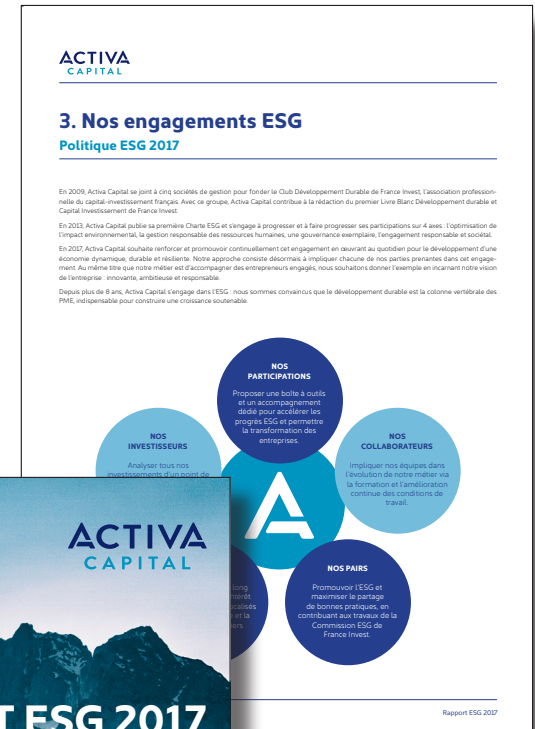 ACTIVA
CAPITAL
3. Nos engagements ESG
Politique ESG 2017
En 2009, Activa Capital se joint à cinq sociétés de gestion pour fonder le Club Développement Durable de France Invest, l'association profession-
nelle du capital-investissement français. Avec ce groupe, Activa Capital contribue à la rédaction du premier Livre Blanc Développement durable et
Capital Investissement de France Invest.
En 2013, Activa Capital publie sa première Charte ESG et s'engage à progresser et à faire progresser ses participations sur 4 axes : l'optimisation de
l'impact environnemental, la gestion responsable des ressources humaines, une gouvernance exemplaire, l'engagement responsable et sociétal.
En 2017, Activa Capital souhaite renforcer et promouvoir continuellement cet engagement en œuvrant au quotidien pour le développement d'une
économie dynamique, durable et résiliente. Notre approche consiste désormais à impliquer chacune de nos parties prenantes dans cet engage-
ment. Au même titre que notre métier est d'accompagner des entrepreneurs engagés, nous souhaitons donner l'exemple en incarnant notre vision
de l'entreprise : innovante, ambitieuse et responsable.
Depuis plus de 8 ans, Activa Capital s'engage dans l'ESG : nous sommes convaincus que le développement durable est la colonne vertébrale des
PME, indispensable pour construire une croissance soutenable.
NOS
PARTICIPATIONS
Proposer une boîte à outils
et un accompagnement
dédié pour accélérer les
progrès ESG et permettre
la transformation des
entreprises.
NOS
INVESTISSEURS
Analyser tous nos
investissements d'un point de
NOS
COLLABORATEURS
Impliquer nos équipes dans
l'évolution de notre métier via
la formation et l'amélioration
continue des conditions de
travail.
A
NOS PAIRS
Promouvoir l'ESG et
maximiser le partage
de bonnes pratiques, en
contribuant aux travaux de la
Commission ESG de
France Invest.
long
et la
ACTIVA
CAPITAL
T ESG 2017
Rapport ESG 2017